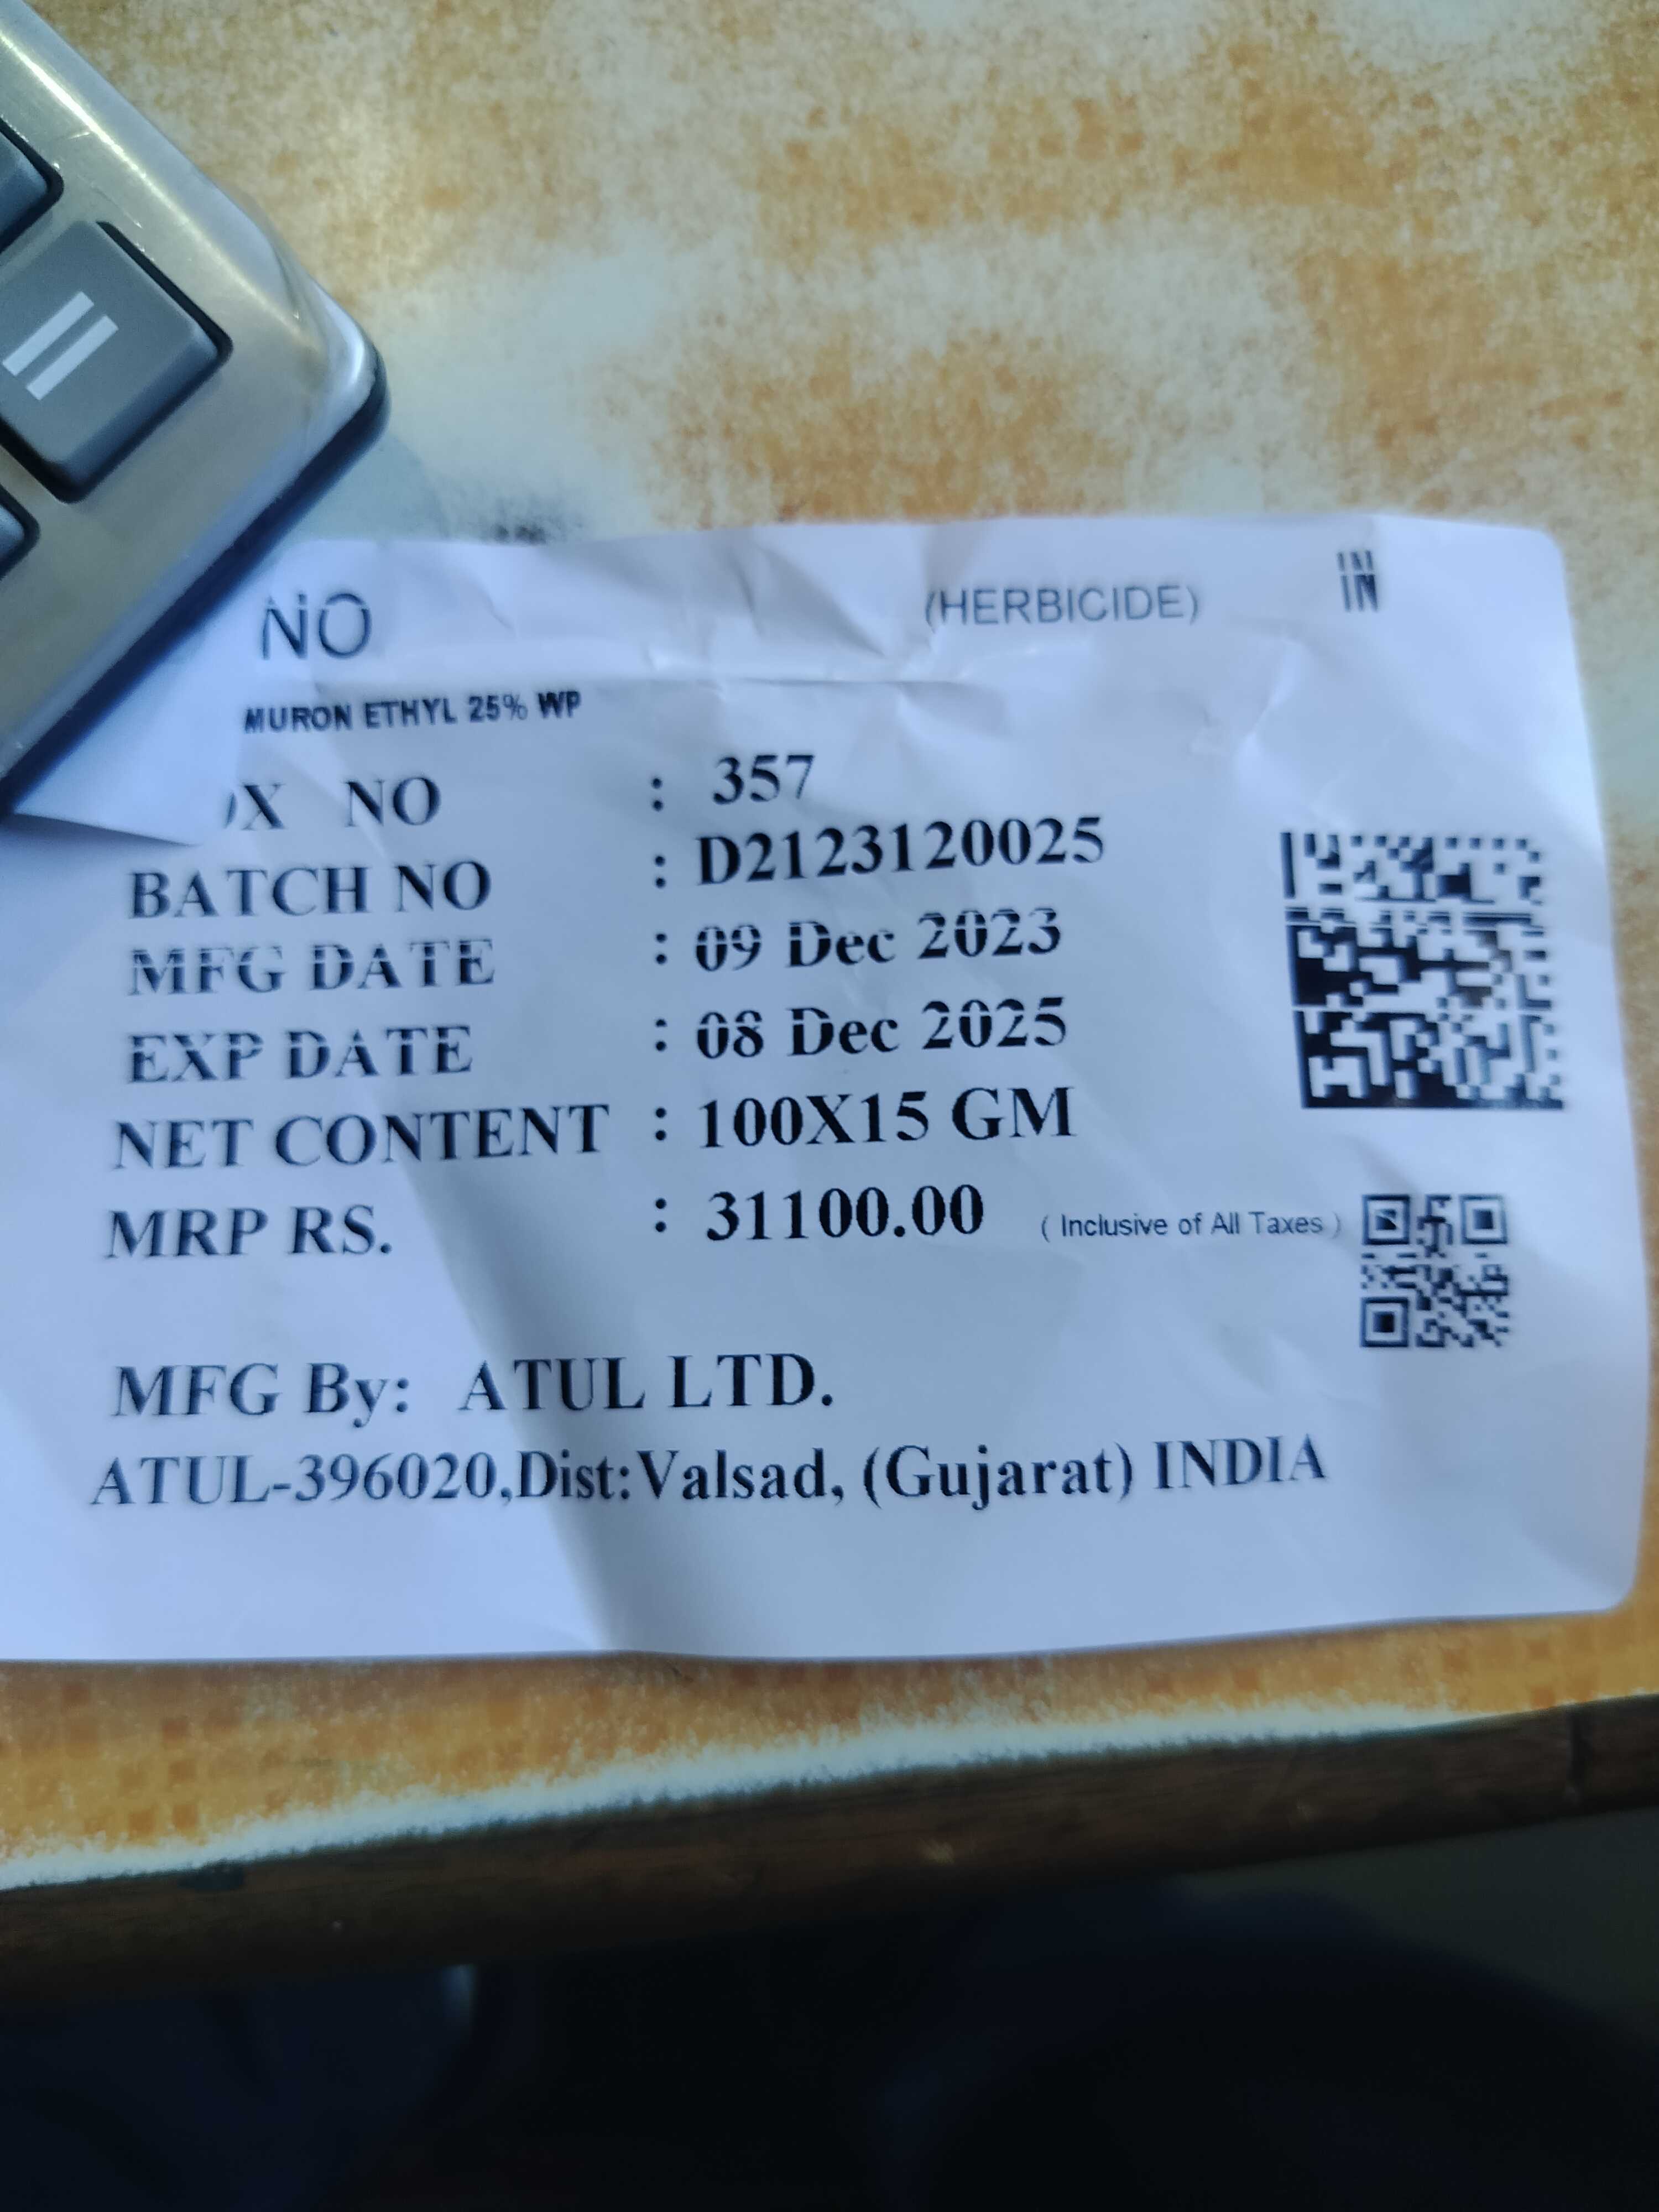 NO (HERBICIDE) IN
MURON ETHYL 25% WP
OX NO : 357
BATCH NO : D2123120025
MFG DATE : 09 Dec 2023
EXP DATE : 08 Dec 2025
NET CONTENT : 100X15 GM
MRP RS. : 31100.00 ( Inclusive of All Taxes )
MFG By: ATUL LTD.
ATUL-396020,Dist:Valsad, (Gujarat) INDIA
=